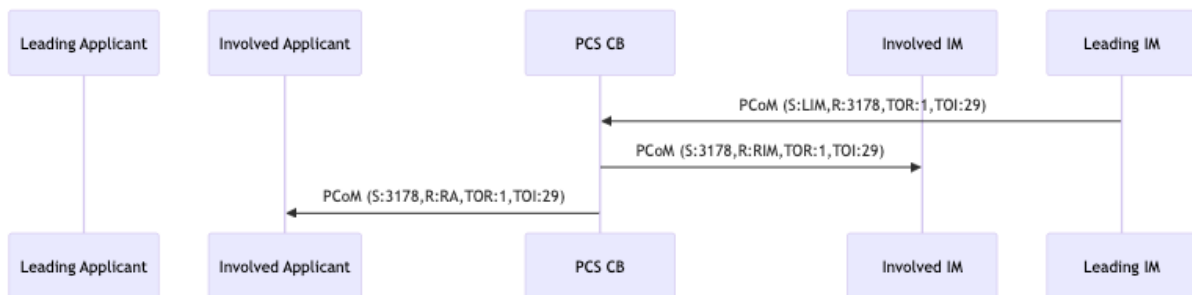 Leading Applicant
Involved Applicant
PCS CB
Involved IM
Leading IM
PCoM (S:LIM,R:3178,TOR:1,TOI:29)
PCoM (S:3178,R:RIM,TOR:1,TOI:29)
PCoM (S:3178,R:RA,TOR:1,TOI:29)
Leading Applicant
Involved Applicant
PCS CB
Involved IM
Leading IM